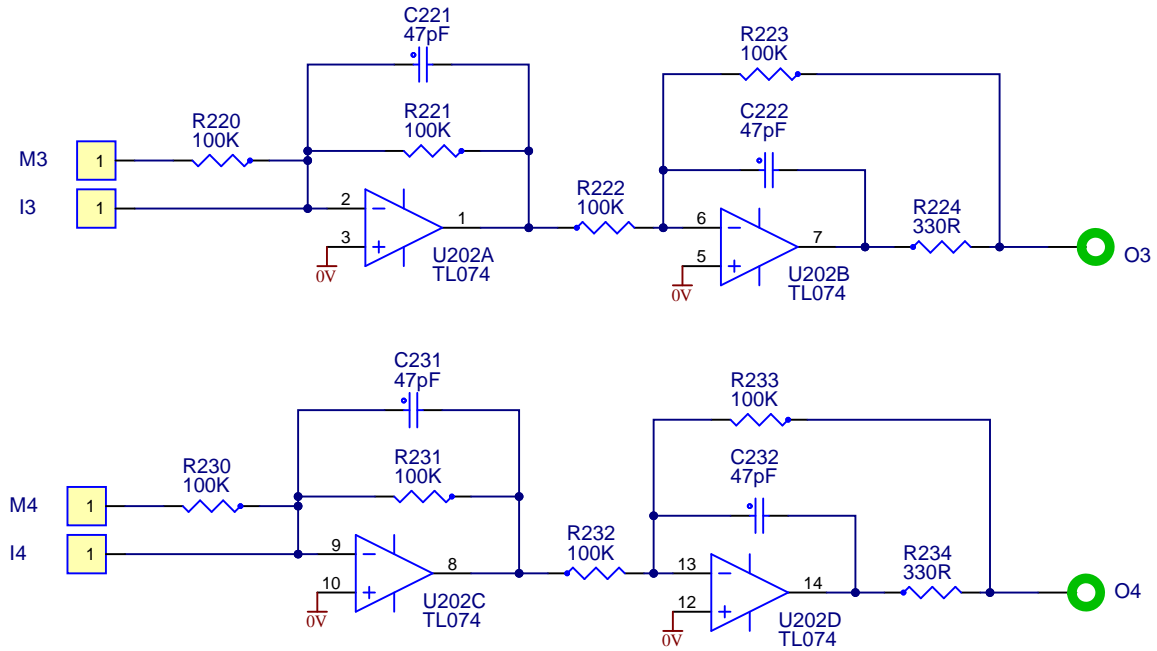 C221
47pF
R223
100K
R221
100K
C222
47pF
R220
100K
M3
1
I3
1
R222
100K
R224
330R
2
3
1
6
5
7
0V
U202A
TL074
0V
U202B
TL074
O3
C231
47pF
R233
100K
R231
100K
C232
47pF
R230
100K
M4
1
I4
1
R232
100K
R234
330R
9
10
8
13
12
14
0V
U202C
TL074
0V
U202D
TL074
O4